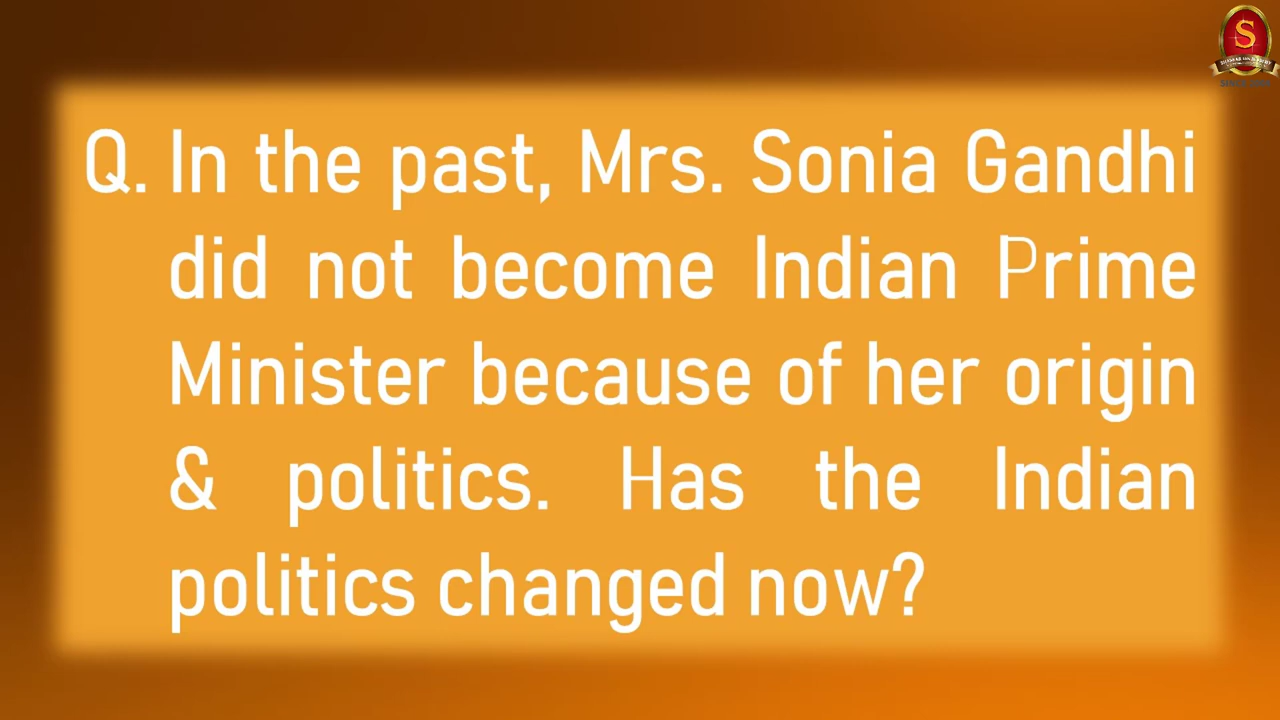 S
Q. In the past, Mrs. Sonia Gandhi
did not become Indian Prime
Minister because of her origin
& politics. Has the Indian
politics changed now?